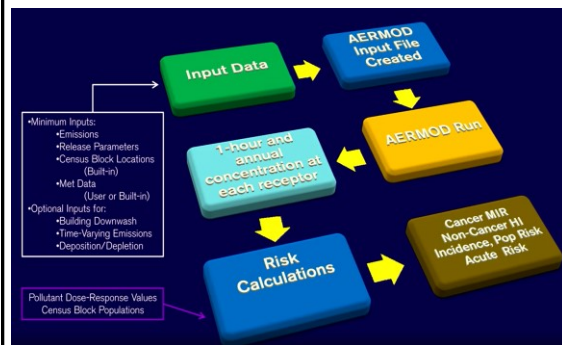 Input Data
AERMOD
Input File
Created
AERMOD Run
1-hour and
annual
concentration at
each receptor
Risk
Calculations
Cancer MIR
Non-Cancer HI
Incidence, Pop Risk
Acute Risk
•Minimum Inputs:
•Emissions
•Release Parameters
•Census Block Locations
(Built-in)
•Met Data
(User or Built-in)
•Optional Inputs for:
•Building Downwash
•Time-Varying Emissions
•Deposition/Depletion
Pollutant Dose-Response Values
Census Block Populations